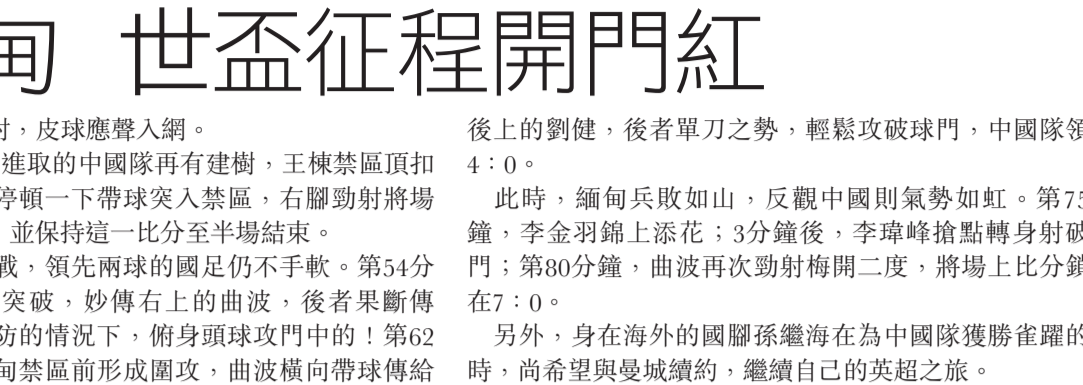 甸 世盃征程開門紅
射，皮球應聲入網。
進取的中國隊再有建樹，王棟禁區頂扣
停頓一下帶球突入禁區，右腳勁射將場
並保持這一比分至半場結束。
戰，領先兩球的國足仍不手軟。第54分
突破，妙傳右上的曲波，後者果斷傳
防的情況下，俯身頭球攻門中的！第62
甸禁區前形成圍攻，曲波橫向帶球傳給
後上的劉健，後者單刀之勢，輕鬆攻破球門，中國隊領
4：0。
此時，緬甸兵敗如山，反觀中國則氣勢如虹。第75
鐘，李金羽錦上添花；3分鐘後，李瑋峰搶點轉身射破
門；第80分鐘，曲波再次勁射梅開二度，將場上比分鎖
在7：0。
另外，身在海外的國腳孫繼海在為中國隊獲勝雀躍的
時，尚希望與曼城續約，繼續自己的英超之旅。